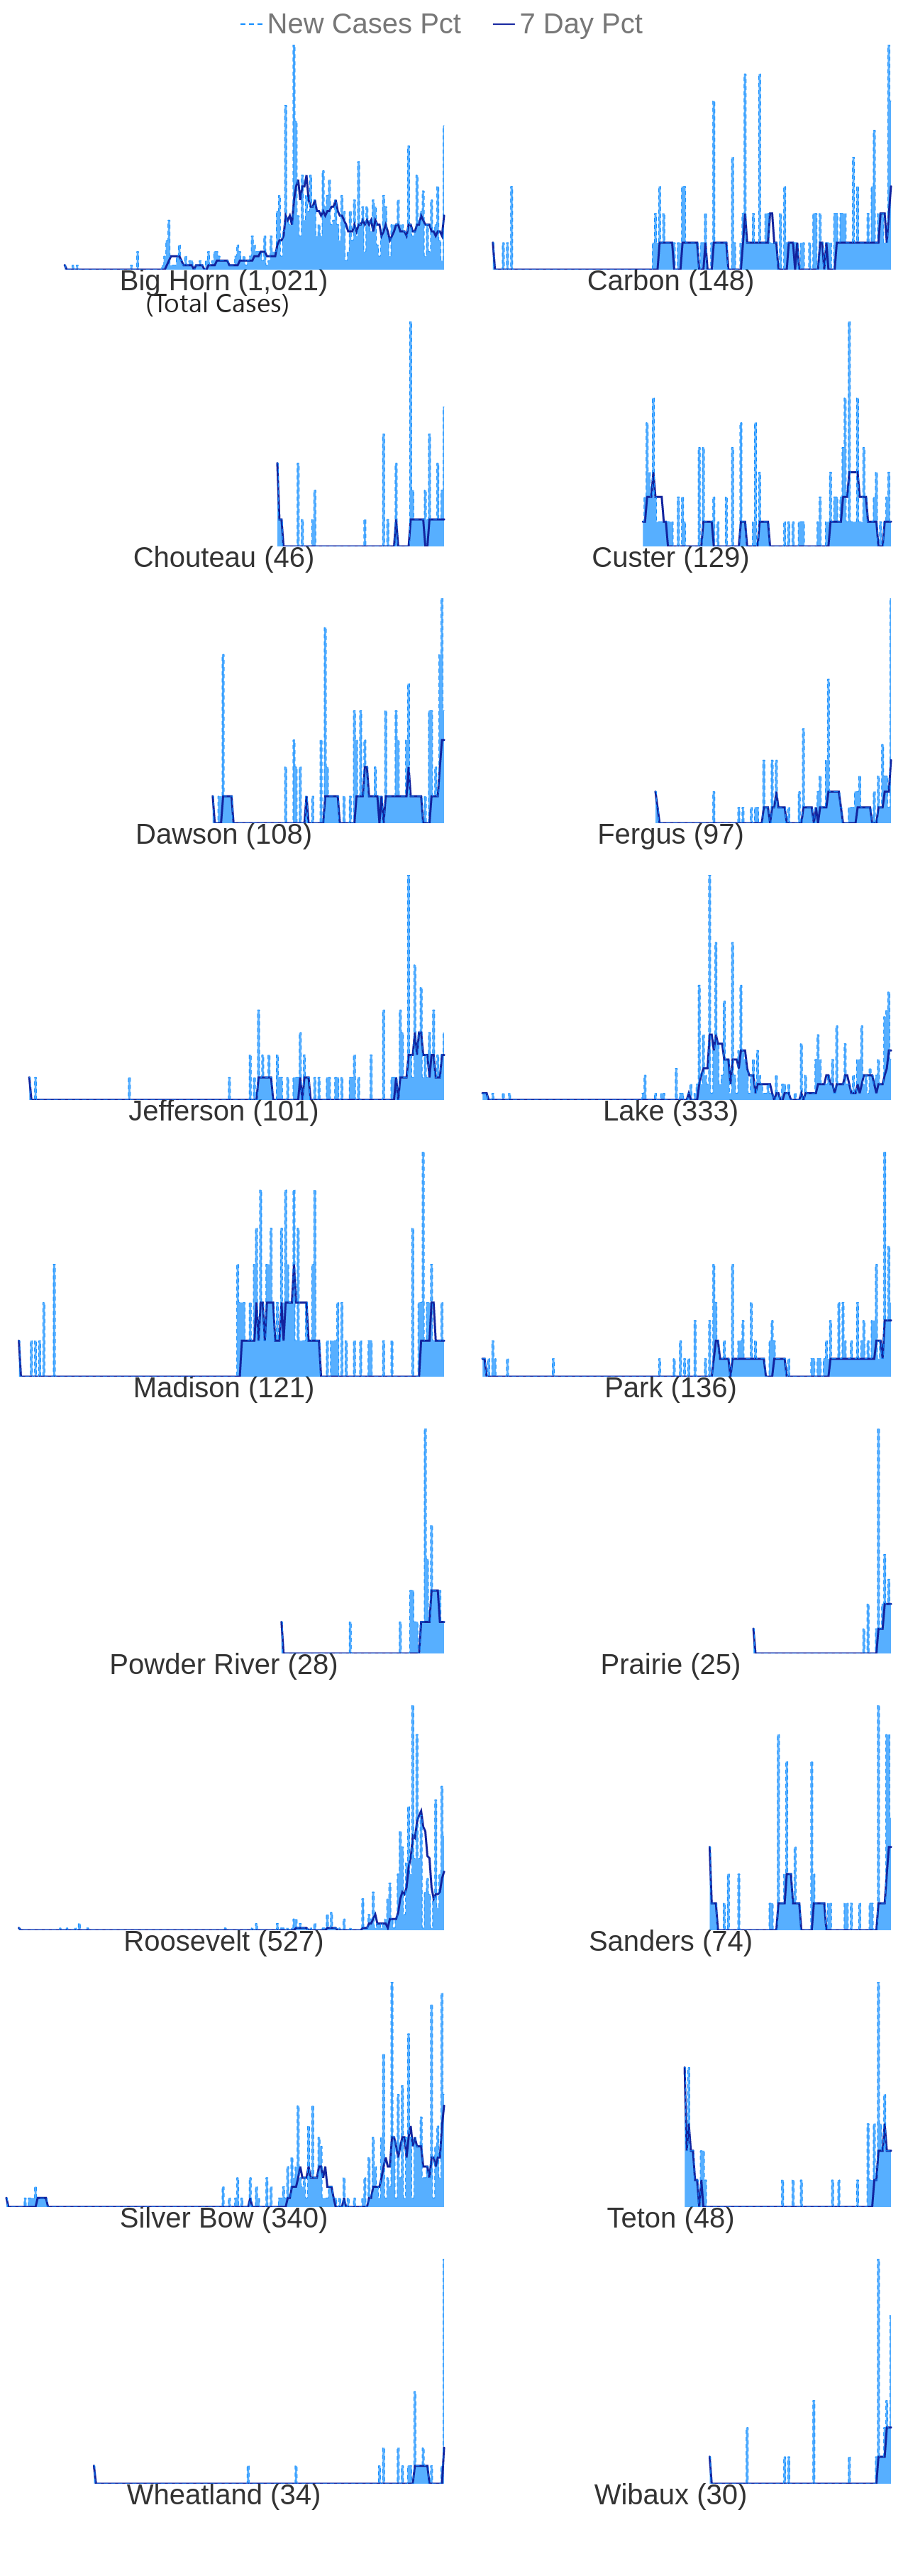 New Cases Pct 7 Day Pct
Big Horn (1,021) Carbon (148)
(Total Cases)
Chouteau (46) Custer (129)
Dawson (108) Fergus (97)
Jefferson (101) Lake (333)
Madison (121) Park (136)
Powder River (28) Prairie (25)
Roosevelt (527) Sanders (74)
Silver Bow (340) Teton (48)
Wheatland (34) Wibaux (30)